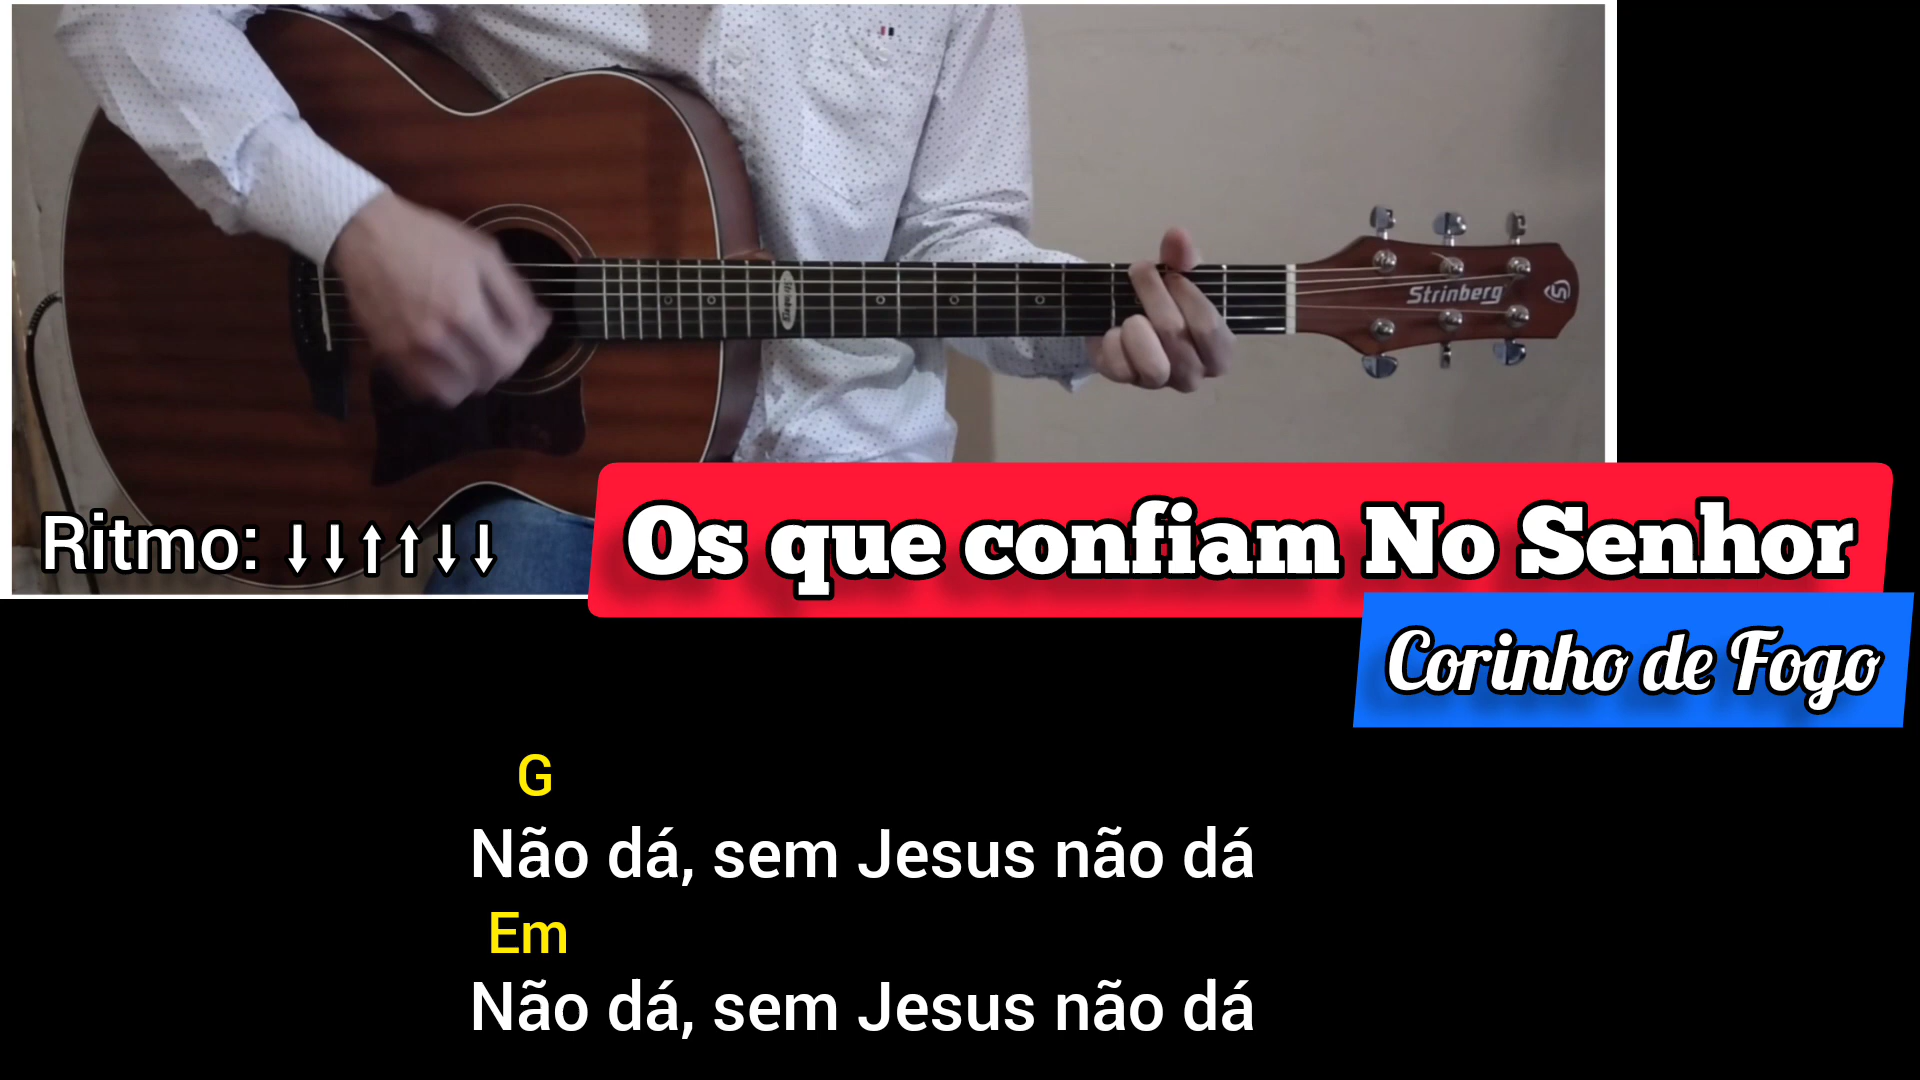 Strinberg
Ritmo: ↓↓↑↑↓↓
Os que confiam No Senhor
Corinho de Fogo
G
Não dá, sem Jesus não dá
Em
Não dá, sem Jesus não dá